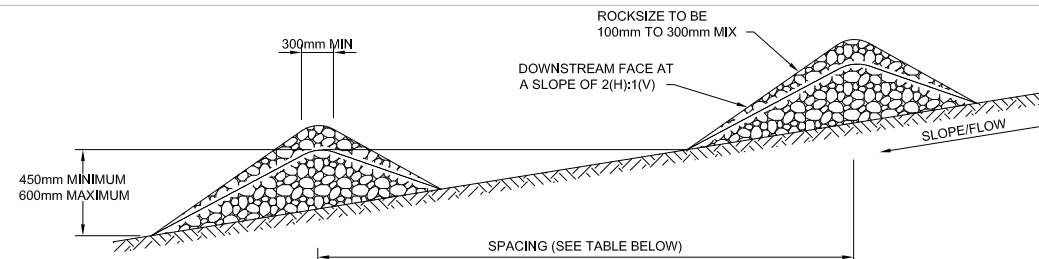 300mm MIN
ROCKSIZE TO BE
100mm TO 300mm MIX
DOWNSTREAM FACE AT
A SLOPE OF 2(H):1(V)
SLOPE/FLOW
450mm MINIMUM
600mm MAXIMUM
SPACING (SEE TABLE BELOW)